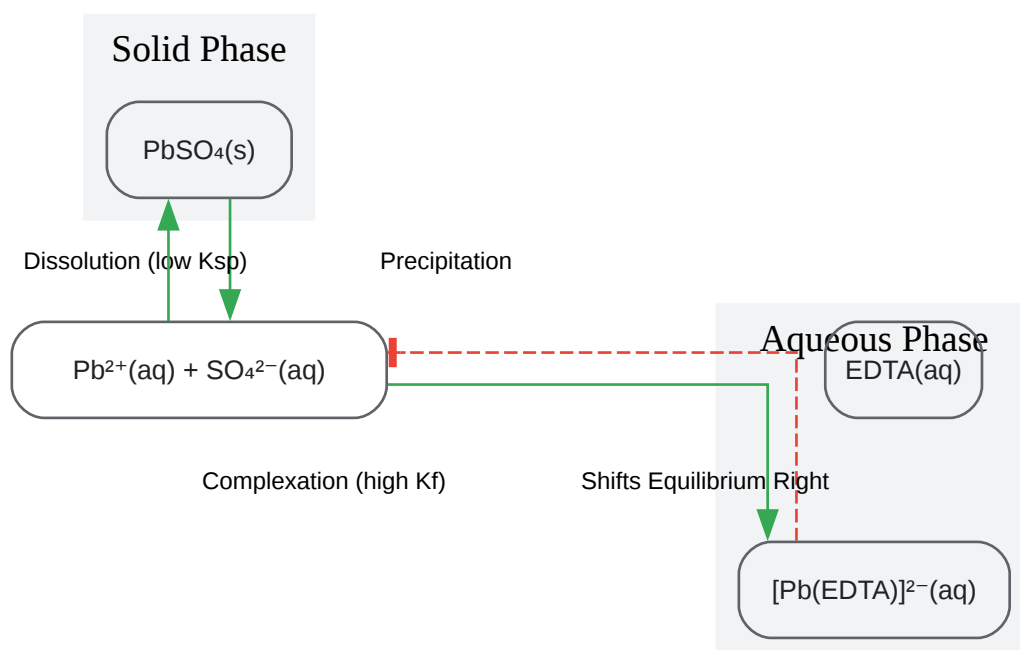 Solid Phase
PbSO₄(s)
Dissolution (low Ksp)
Precipitation
Aqueous Phase
Pb²⁺(aq) + SO₄²⁻(aq)
EDTA(aq)
Complexation (high Kf)
Shifts Equilibrium Right
[Pb(EDTA)]²⁻(aq)